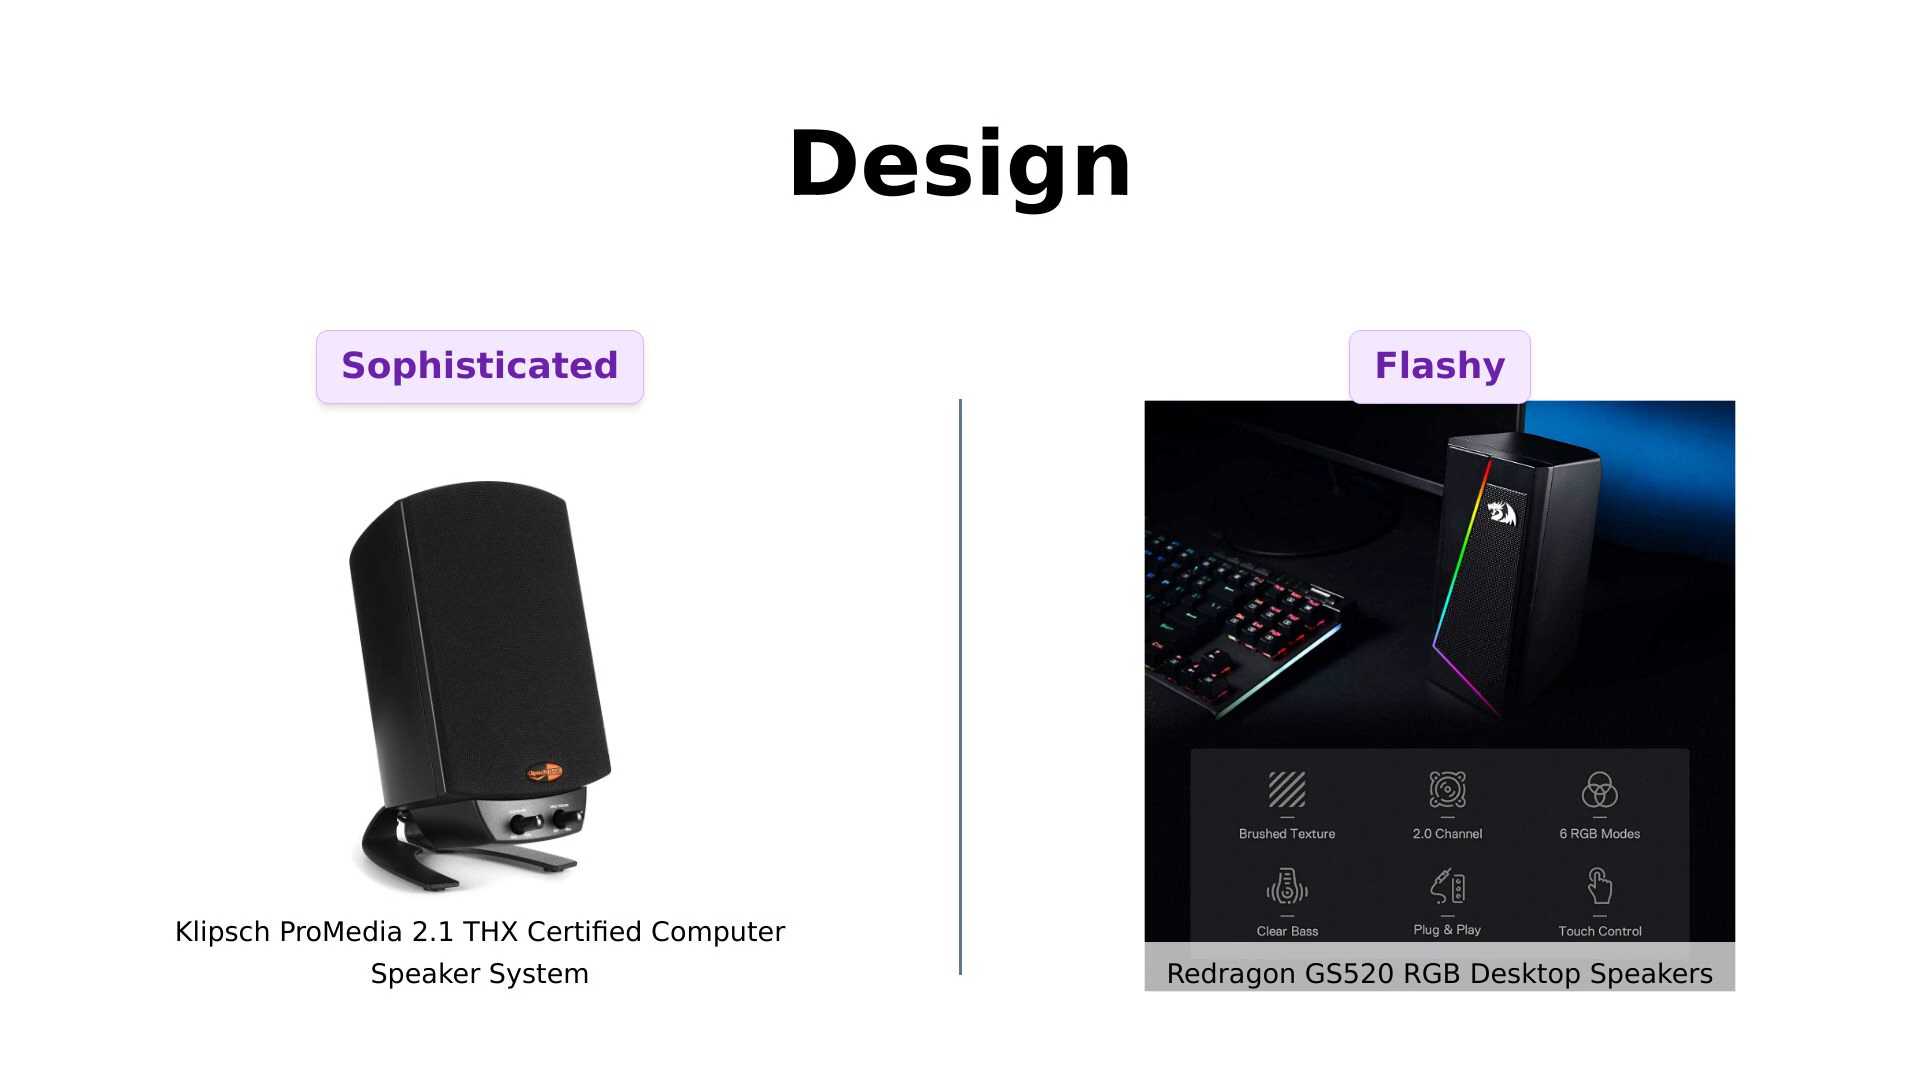 Design
Sophisticated
Flashy
Klipsch
Klipsch ProMedia 2.1 THX Certified Computer
Speaker System
Brushed Texture
2.0 Channel
6 RGB Modes
Clear Bass
Plug & Play
Touch Control
Redragon GS520 RGB Desktop Speakers